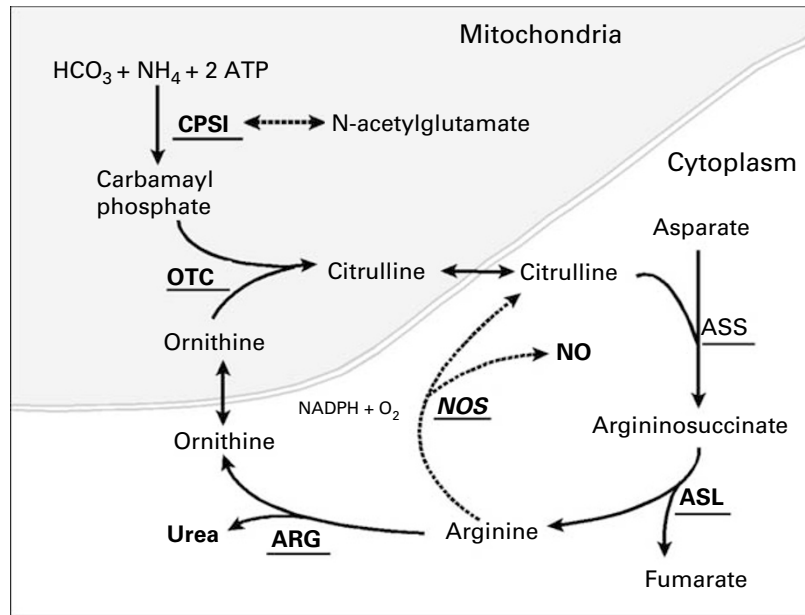 Mitochondria
HCO₃ + NH₄ + 2 ATP
CPSI
N-acetylglutamate
Carbamayl
phosphate
Cytoplasm
Asparate
OTC
Citrulline
Citrulline
ASS
Ornithine
NO
NADPH + O₂
NOS
Ornithine
Argininosuccinate
Urea
ARG
Arginine
ASL
Fumarate